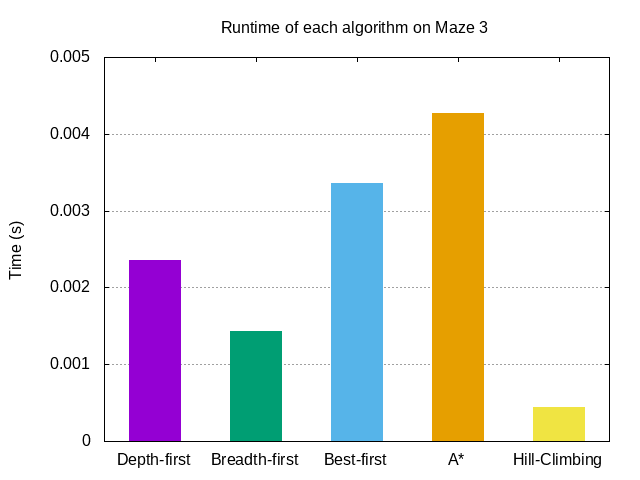 Runtime of each algorithm on Maze 3
0.005
0.004
0.003
0.002
0.001
0
Time (s)
Depth-first Breadth-first Best-first A* Hill-Climbing